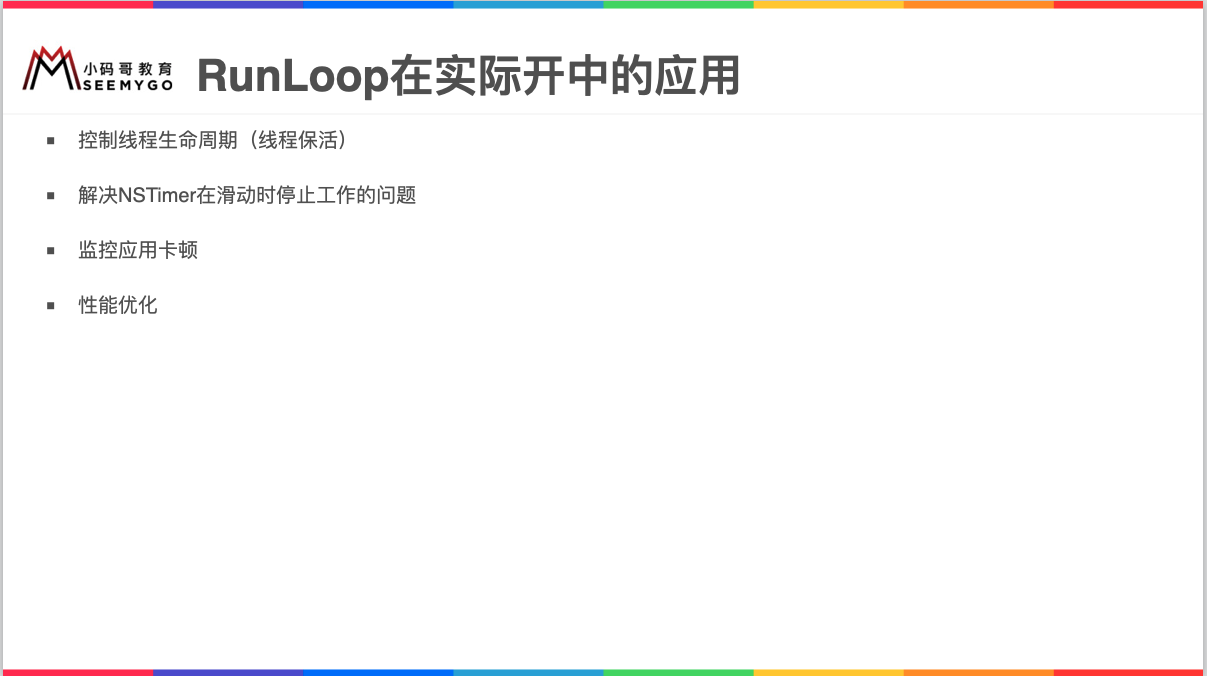 小码哥教育
SEEMYGO
RunLoop在实际开中的应用
控制线程生命周期（线程保活）
解决NSTimer在滑动时停止工作的问题
监控应用卡顿
性能优化